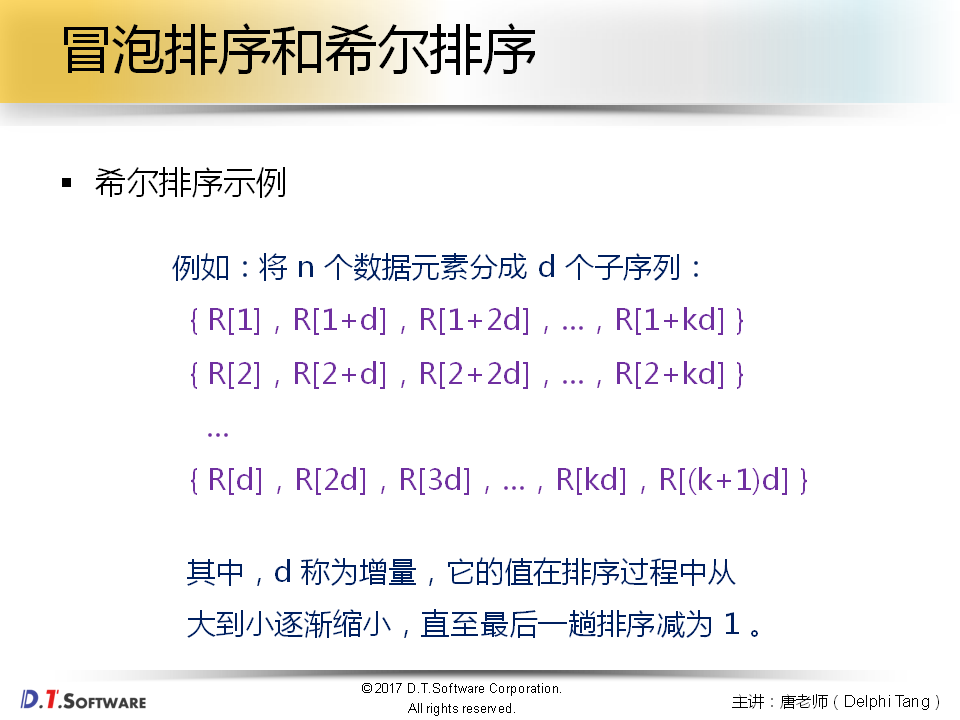 冒泡排序和希尔排序
▪ 希尔排序示例
例如：将 n 个数据元素分成 d 个子序列：
{ R[1]，R[1+d]，R[1+2d]，…，R[1+kd] }
{ R[2]，R[2+d]，R[2+2d]，…，R[2+kd] }
…
{ R[d]，R[2d]，R[3d]，…，R[kd]，R[(k+1)d] }
其中，d 称为增量，它的值在排序过程中从
大到小逐渐缩小，直至最后一趟排序减为 1 。
D.T.SOFTWARE
©2017 D.T.Software Corporation.
All rights reserved.
主讲：唐老师（Delphi Tang）